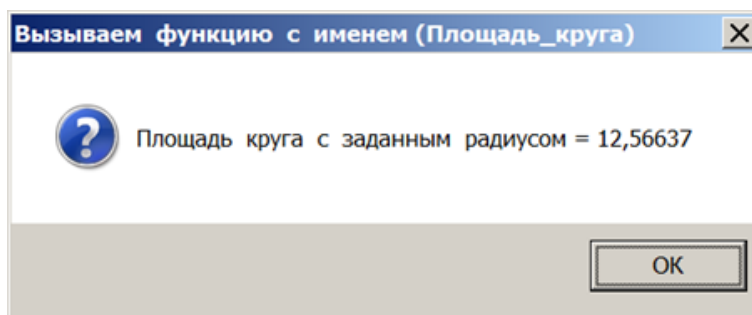 Вызываем функцию с именем (Площадь_круга)
Площадь круга с заданным радиусом = 12,56637
OK